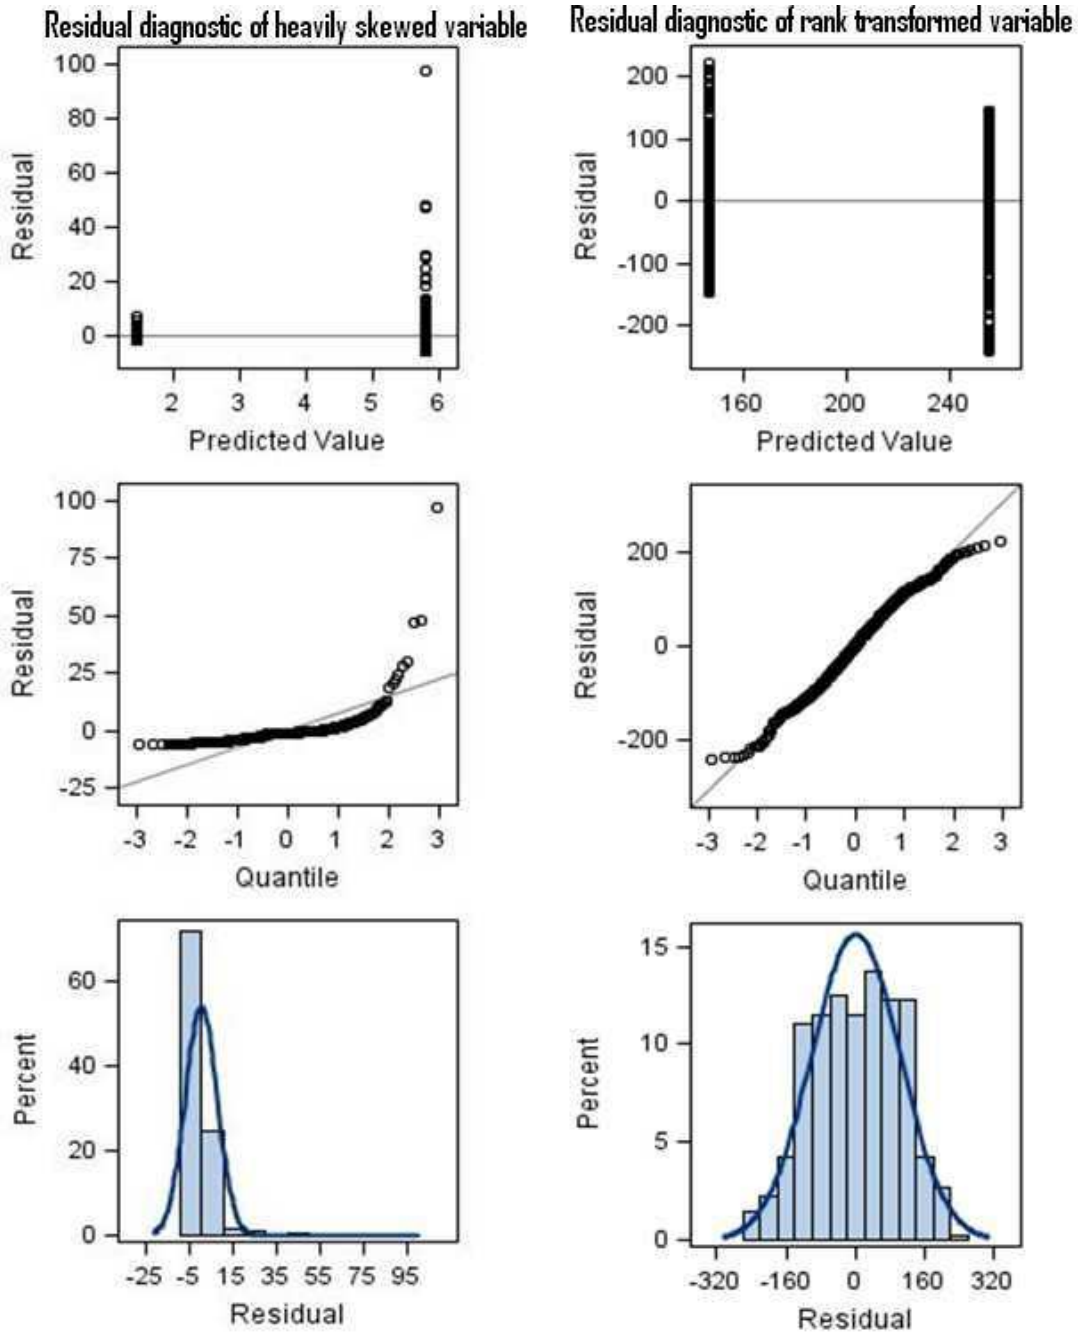 Residual diagnostic of heavily skewed variable
Residual diagnostic of rank transformed variable
100
80
60
40
20
0
Residual
2 3 4 5 6
Predicted Value
200
100
0
-100
-200
Residual
160 200 240
Predicted Value
100
75
50
25
0
-25
Residual
-3 -2 -1 0 1 2 3
Quantile
200
0
-200
Residual
-3 -2 -1 0 1 2 3
Quantile
60
40
20
0
Percent
-25 -5 15 35 55 75 95
Residual
15
10
5
0
Percent
-320 -160 0 160 320
Residual